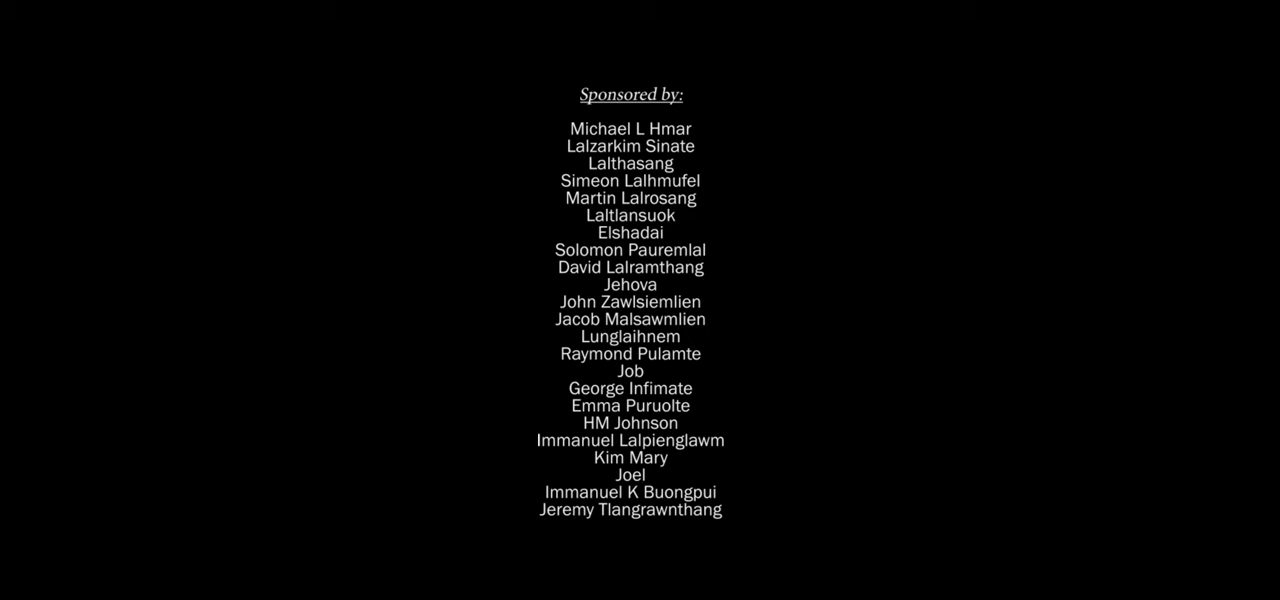 Sponsored by:
Michael L Hmar
Lalzarkim Sinate
Lalthasang
Simeon Lalhmufel
Martin Lalrosang
Laltlansuok
Elshadai
Solomon Pauremlal
David Lalramthang
Jehova
John Zawlsiemlien
Jacob Malsawmlien
Lunglaihnem
Raymond Pulamte
Job
George Infimate
Emma Puruolte
HM Johnson
Immanuel Lalpienglawm
Kim Mary
Joel
Immanuel K Buongpui
Jeremy Tlangrawnthang